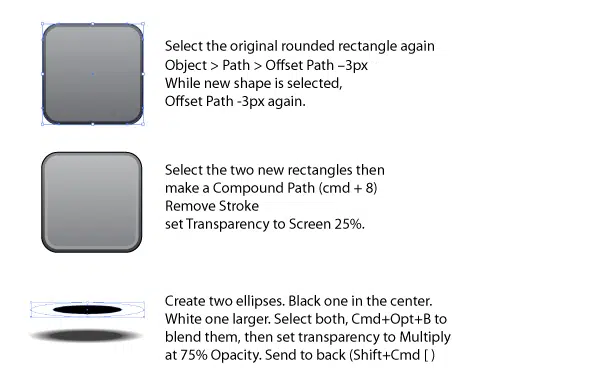 Select the original rounded rectangle again
Object > Path > Offset Path –3px
While new shape is selected,
Offset Path -3px again.
Select the two new rectangles then
make a Compound Path (cmd + 8)
Remove Stroke
set Transparency to Screen 25%.
Create two ellipses. Black one in the center.
White one larger. Select both, Cmd+Opt+B to
blend them, then set transparency to Multiply
at 75% Opacity. Send to back (Shift+Cmd [ )